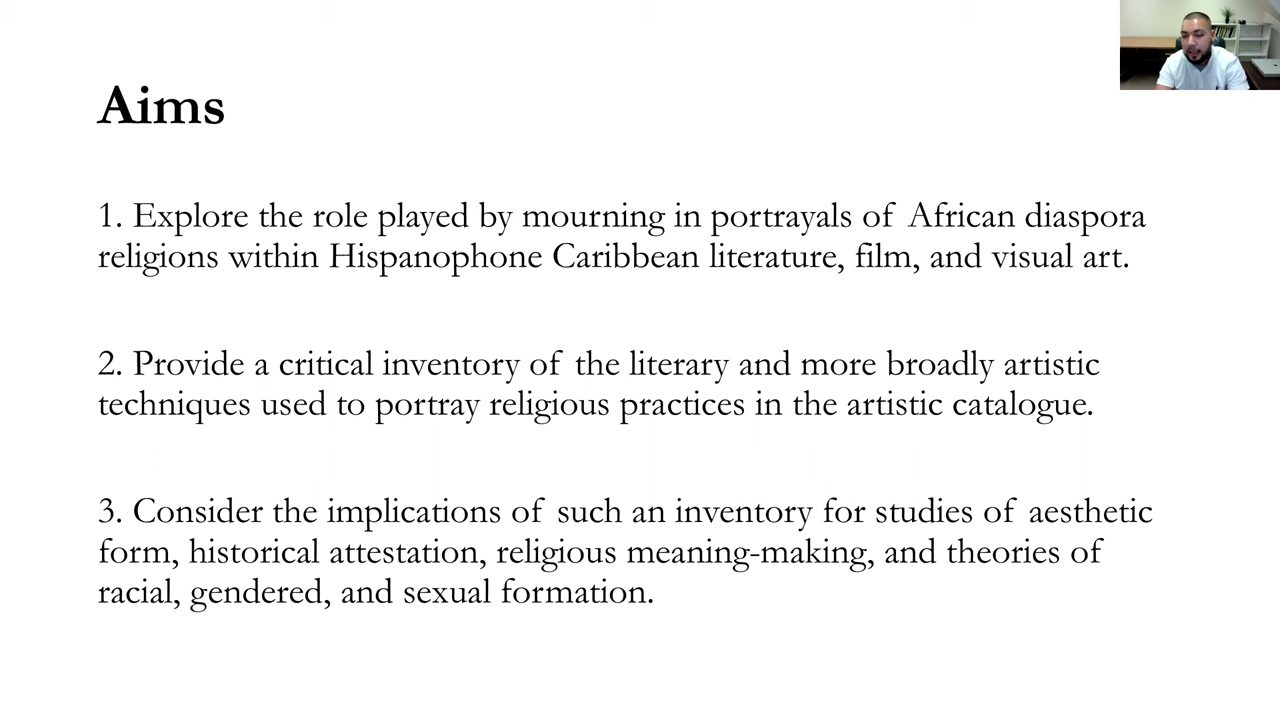 Aims
1. Explore the role played by mourning in portrayals of African diaspora
religions within Hispanophone Caribbean literature, film, and visual art.
2. Provide a critical inventory of the literary and more broadly artistic
techniques used to portray religious practices in the artistic catalogue.
3. Consider the implications of such an inventory for studies of aesthetic
form, historical attestation, religious meaning-making, and theories of
racial, gendered, and sexual formation.